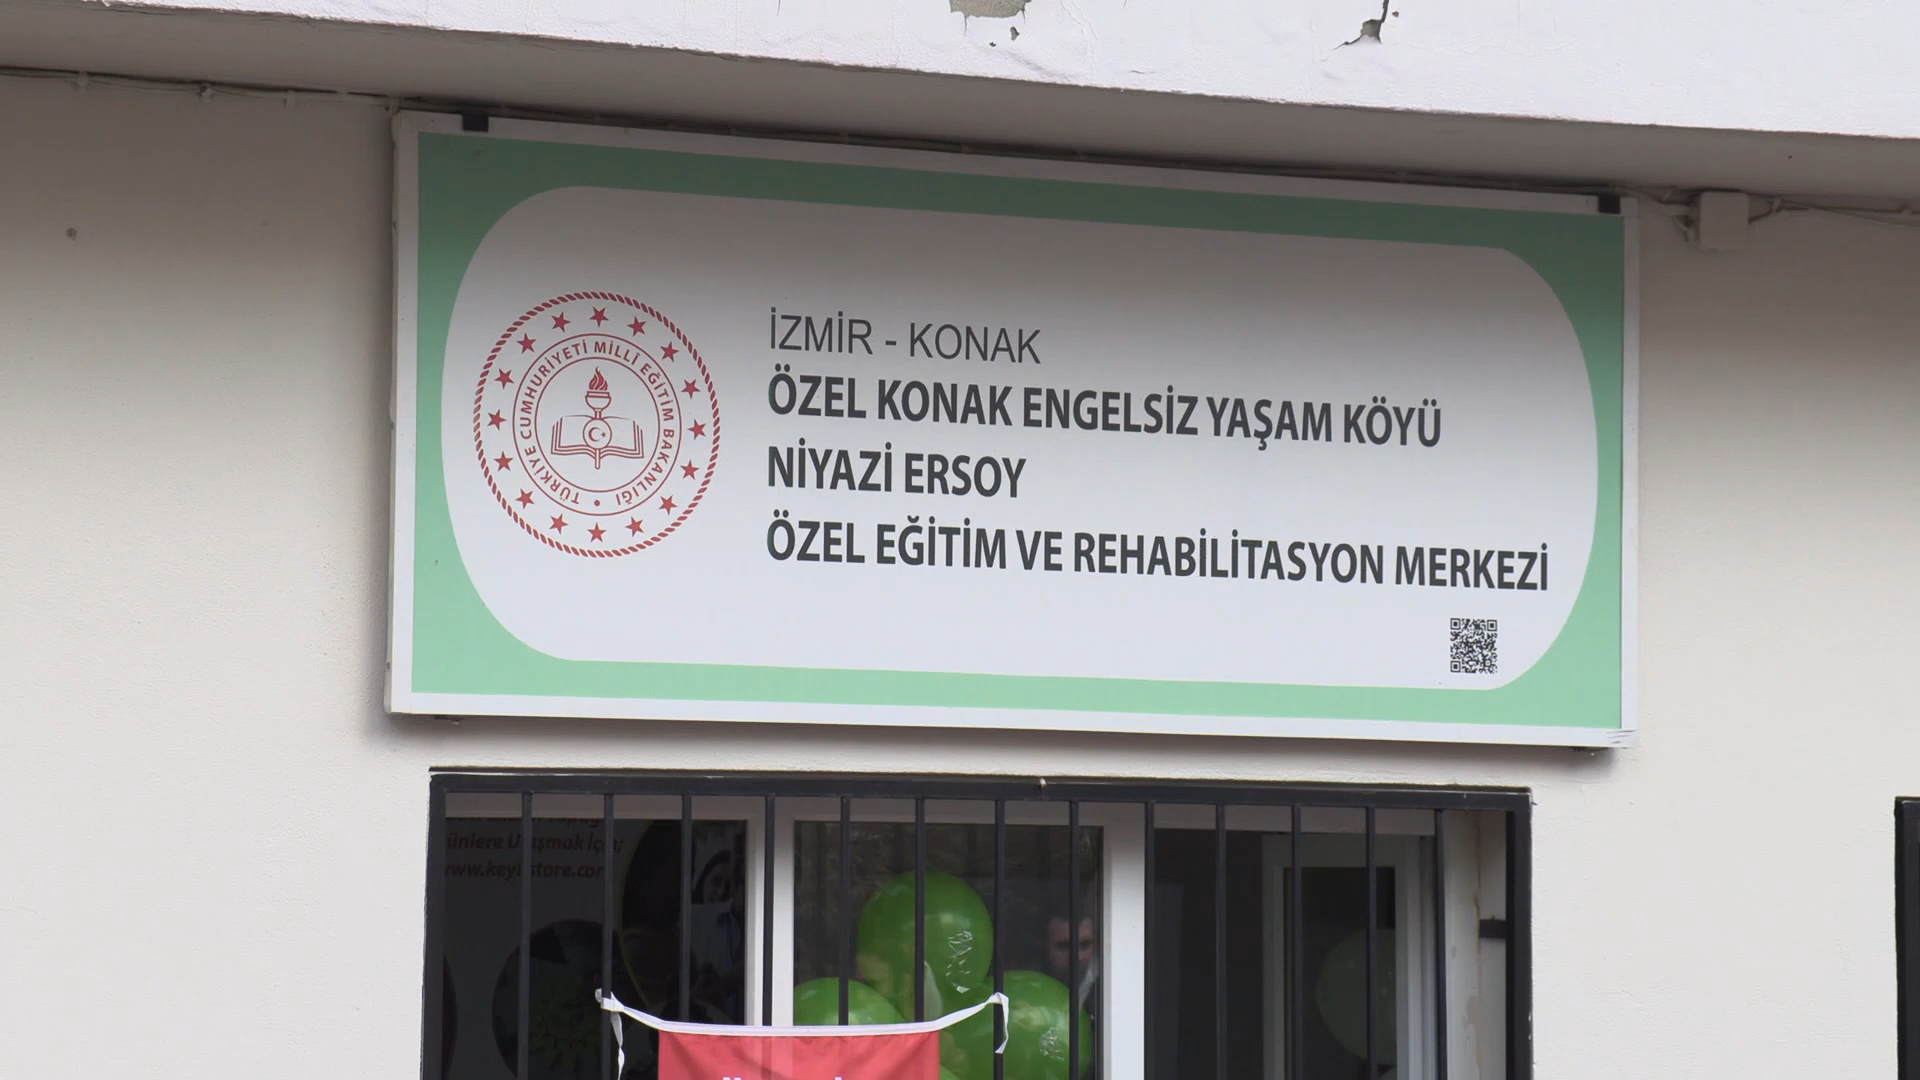 İZMİR - KONAK
ÖZEL KONAK ENGELSİZ YAŞAM KÖYÜ
NİYAZİ ERSOY
ÖZEL EĞİTİM VE REHABİLİTASYON MERKEZİ
TÜRKİYE CUMHURİYETİ MİLLÎ EĞİTİM BAKANLIĞI